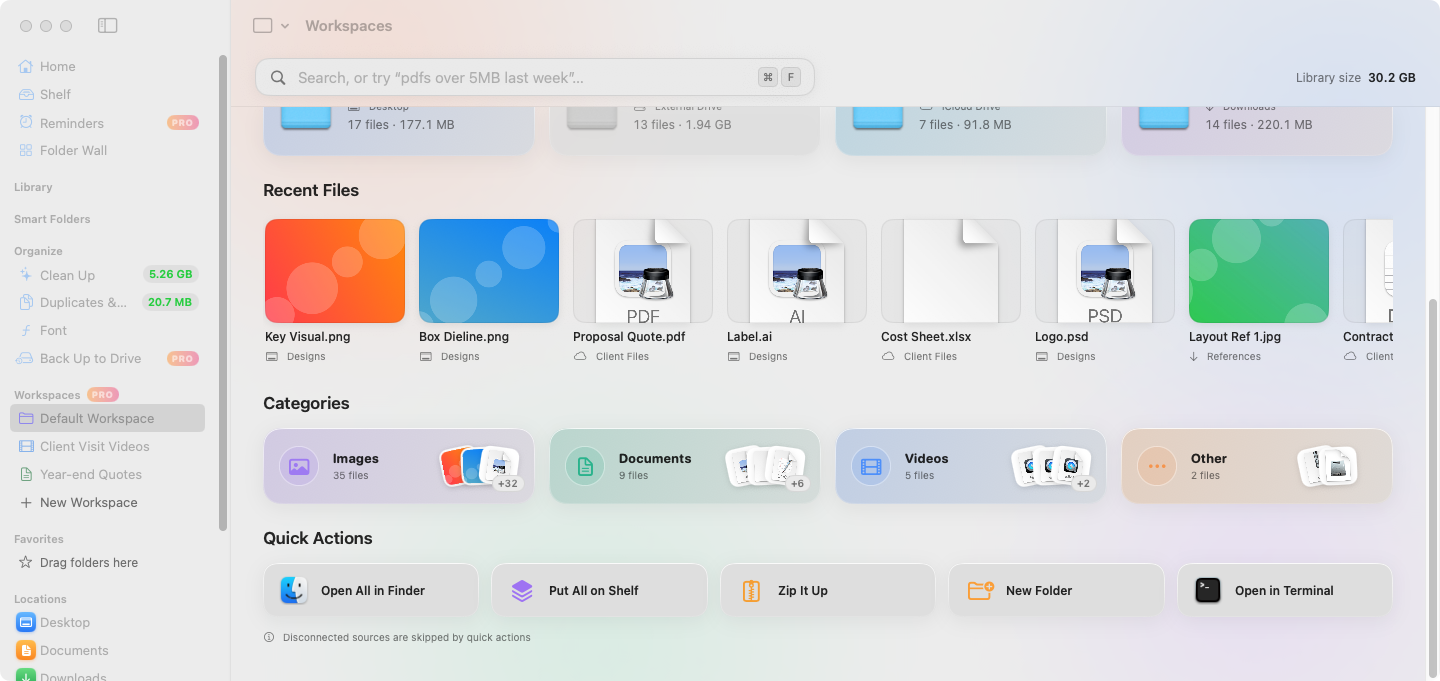 Workspaces
Search, or try “pdfs over 5MB last week”...
⌘ F
Library size 30.2 GB
Home
Shelf
Reminders PRO
Folder Wall
Library
Smart Folders
Organize
Clean Up 5.26 GB
Duplicates &... 20.7 MB
Font
Back Up to Drive PRO
Workspaces PRO
Default Workspace
Client Visit Videos
Year-end Quotes
New Workspace
Favorites
Drag folders here
Locations
Desktop
Documents
Downloads
Desktop
17 files · 177.1 MB
External Drive
13 files · 1.94 GB
iCloud Drive
7 files · 91.8 MB
Downloads
14 files · 220.1 MB
Recent Files
Key Visual.png
Designs
Box Dieline.png
Designs
PDF
Proposal Quote.pdf
Client Files
AI
Label.ai
Designs
Cost Sheet.xlsx
Client Files
PSD
Logo.psd
Designs
Layout Ref 1.jpg
References
Contract
Client
Categories
Images
35 files
+32
Documents
9 files
+6
Videos
5 files
+2
Other
2 files
Quick Actions
Open All in Finder
Put All on Shelf
Zip It Up
New Folder
Open in Terminal
Disconnected sources are skipped by quick actions